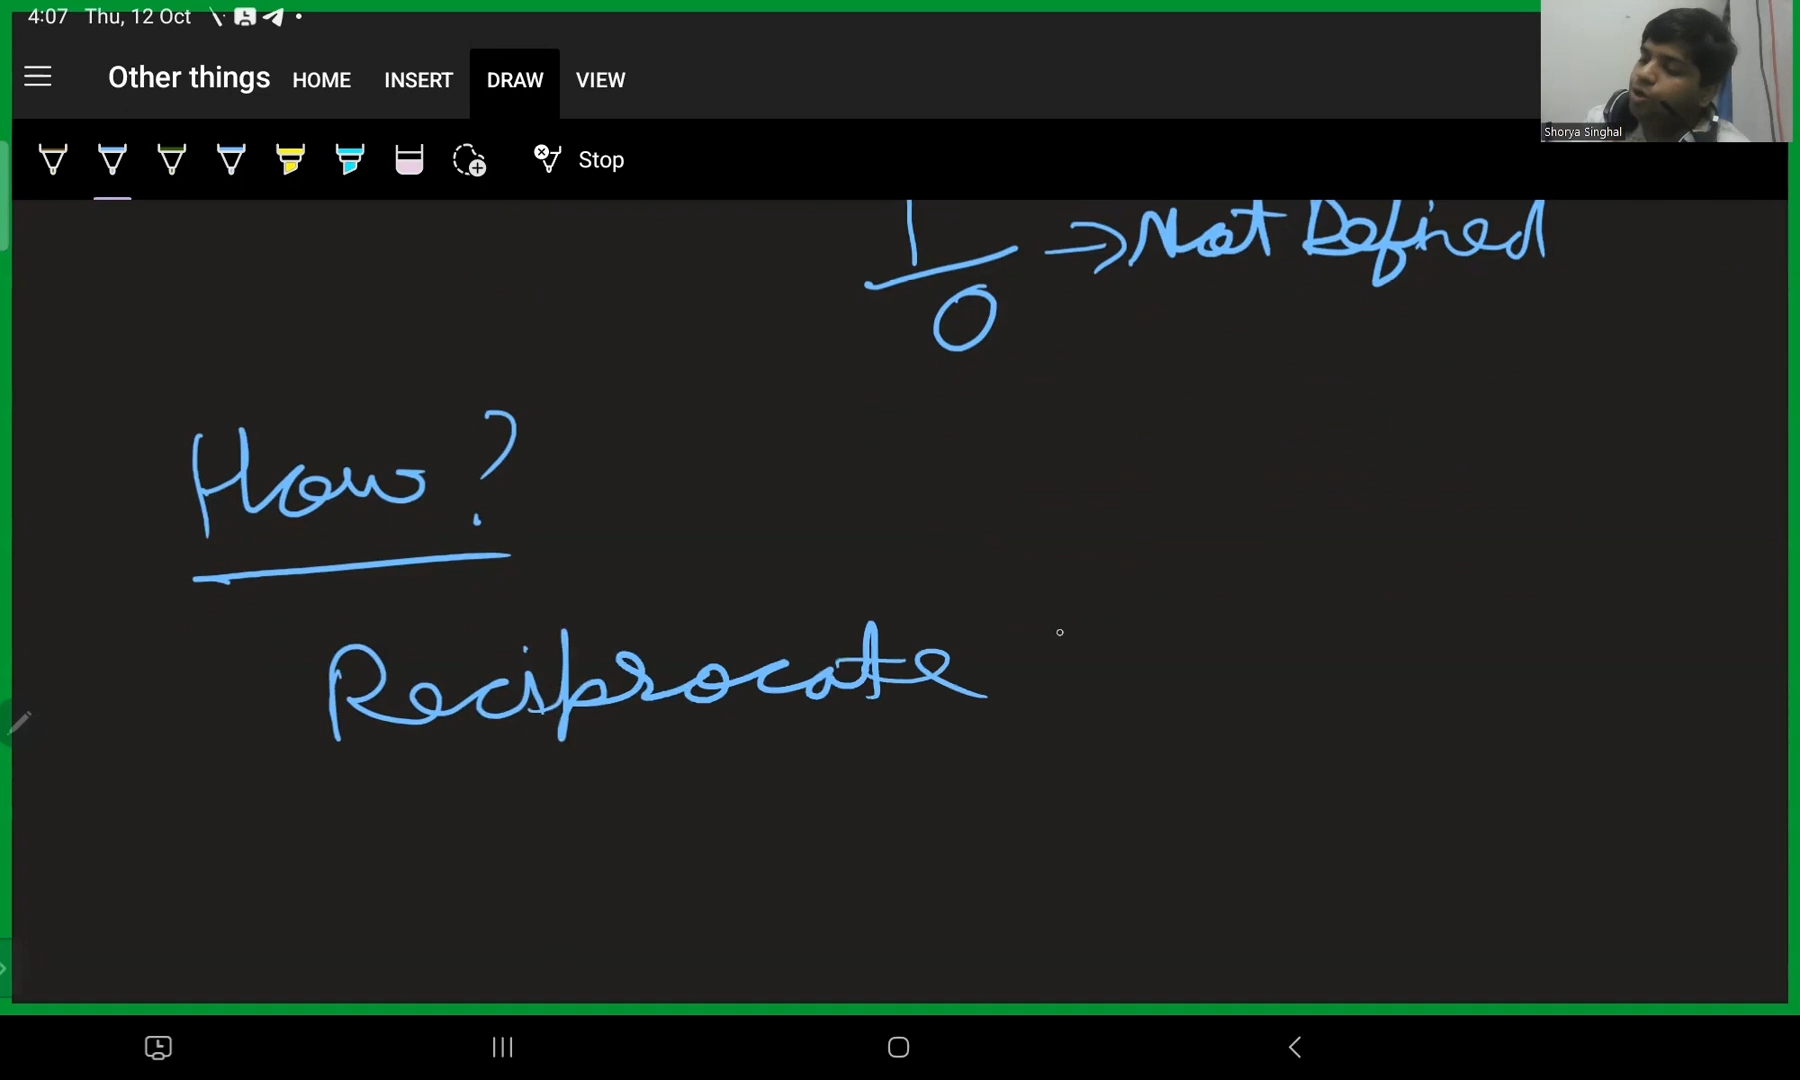 4:07 Thu, 12 Oct
Shorya Singhal
Other things HOME INSERT DRAW VIEW
Stop
1
0 → Not Defined
How?
Reciprocate